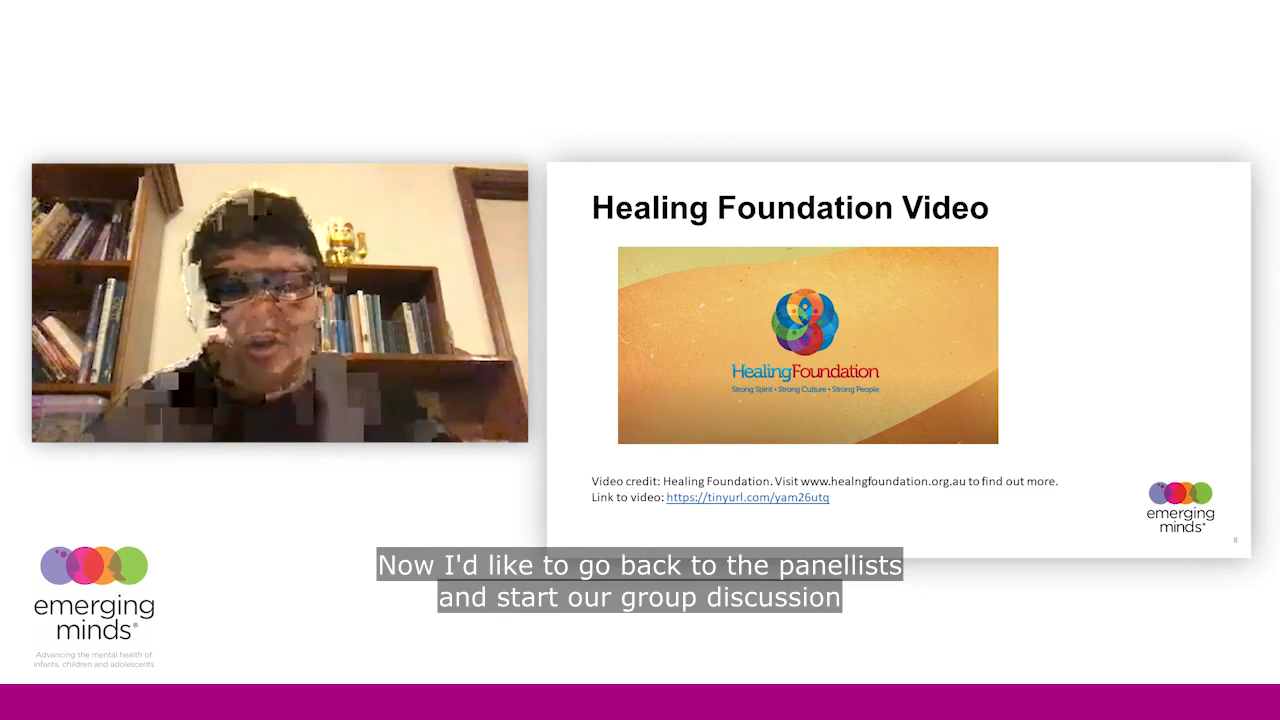 Healing Foundation Video
HealingFoundation
Strong Spirit • Strong Culture • Strong People
Video credit: Healing Foundation. Visit www.healngfoundation.org.au to find out more.
Link to video: https://tinyurl.com/yam26utq
emerging
minds®
8
Now I'd like to go back to the panellists
and start our group discussion
emerging
minds®
Advancing the mental health of
infants, children and adolescents